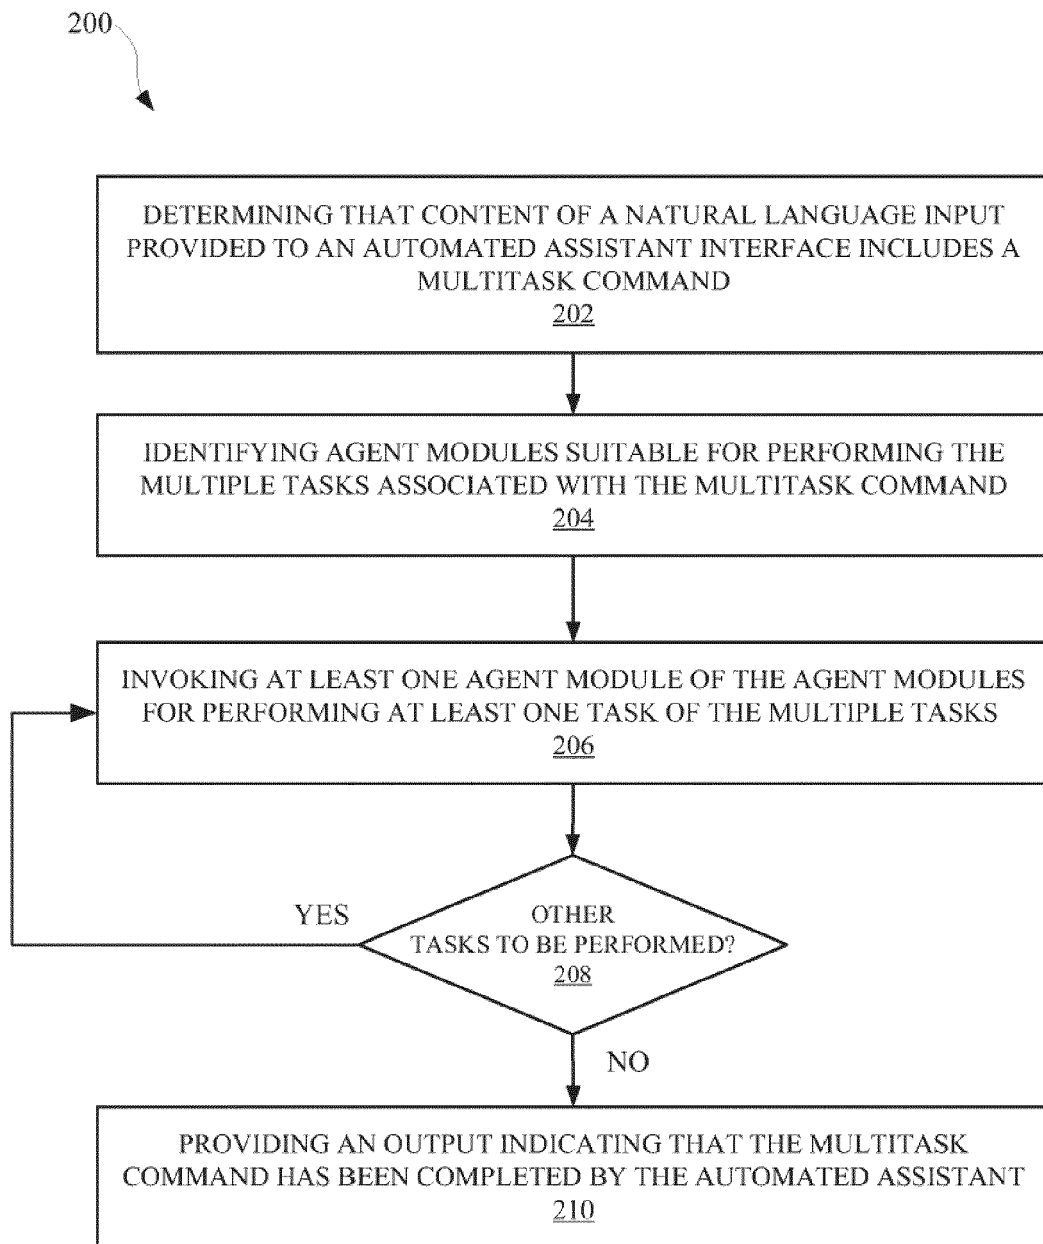 200
DETERMINING THAT CONTENT OF A NATURAL LANGUAGE INPUT
PROVIDED TO AN AUTOMATED ASSISTANT INTERFACE INCLUDES A
MULTITASK COMMAND
202
IDENTIFYING AGENT MODULES SUITABLE FOR PERFORMING THE
MULTIPLE TASKS ASSOCIATED WITH THE MULTITASK COMMAND
204
INVOKING AT LEAST ONE AGENT MODULE OF THE AGENT MODULES
FOR PERFORMING AT LEAST ONE TASK OF THE MULTIPLE TASKS
206
YES
OTHER
TASKS TO BE PERFORMED?
208
NO
PROVIDING AN OUTPUT INDICATING THAT THE MULTITASK
COMMAND HAS BEEN COMPLETED BY THE AUTOMATED ASSISTANT
210